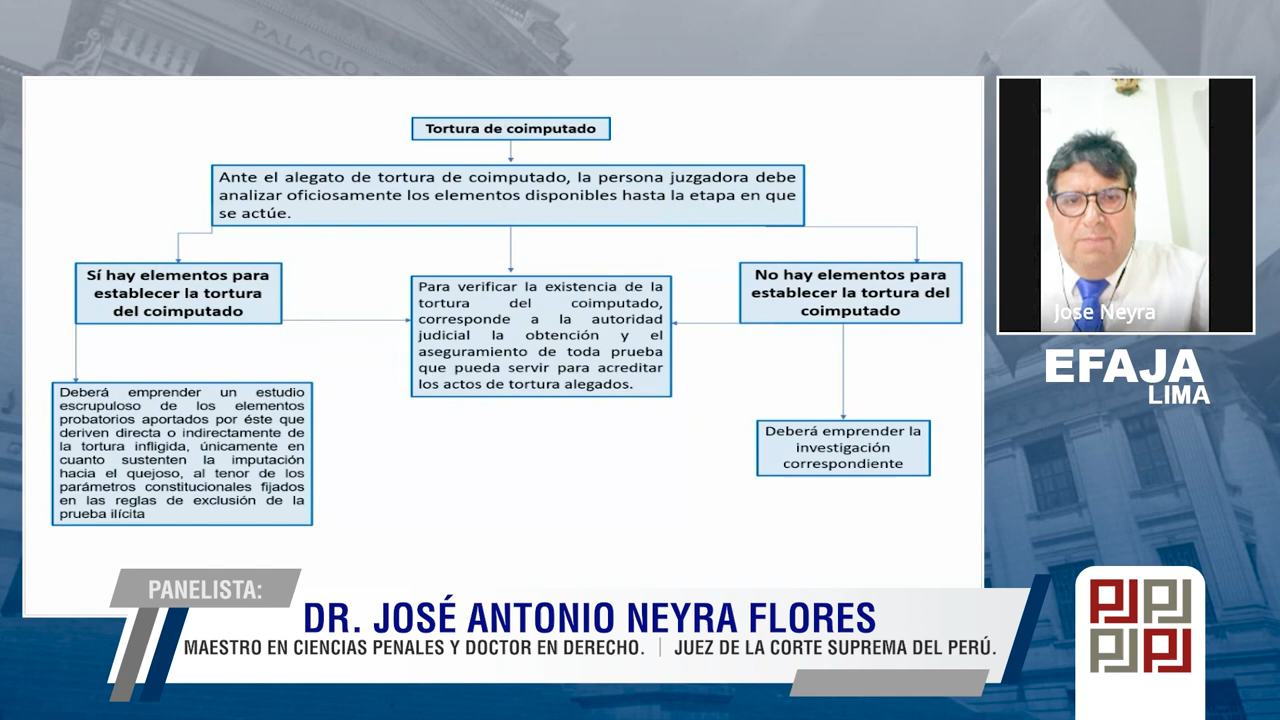 PALACIO
Tortura de coimputado
Ante el alegato de tortura de coimputado, la persona juzgadora debe
analizar oficiosamente los elementos disponibles hasta la etapa en que
se actúe.
Sí hay elementos para
establecer la tortura
del coimputado
Para verificar la existencia de la
tortura del coimputado,
corresponde a la autoridad
judicial la obtención y el
aseguramiento de toda prueba
que pueda servir para acreditar
los actos de tortura alegados.
No hay elementos para
establecer la tortura del
coimputado
Deberá emprender un estudio
escrupuloso de los elementos
probatorios aportados por éste que
deriven directa o indirectamente de
la tortura infligida, únicamente en
cuanto sustenten la imputación
hacia el quejoso, al tenor de los
parámetros constitucionales fijados
en las reglas de exclusión de la
prueba ilícita
Deberá emprender la
investigación
correspondiente
Jose Neyra
EFAJA
LIMA
PANELISTA:
DR. JOSÉ ANTONIO NEYRA FLORES
MAESTRO EN CIENCIAS PENALES Y DOCTOR EN DERECHO. | JUEZ DE LA CORTE SUPREMA DEL PERÚ.
PJ PJ
PJ PJ